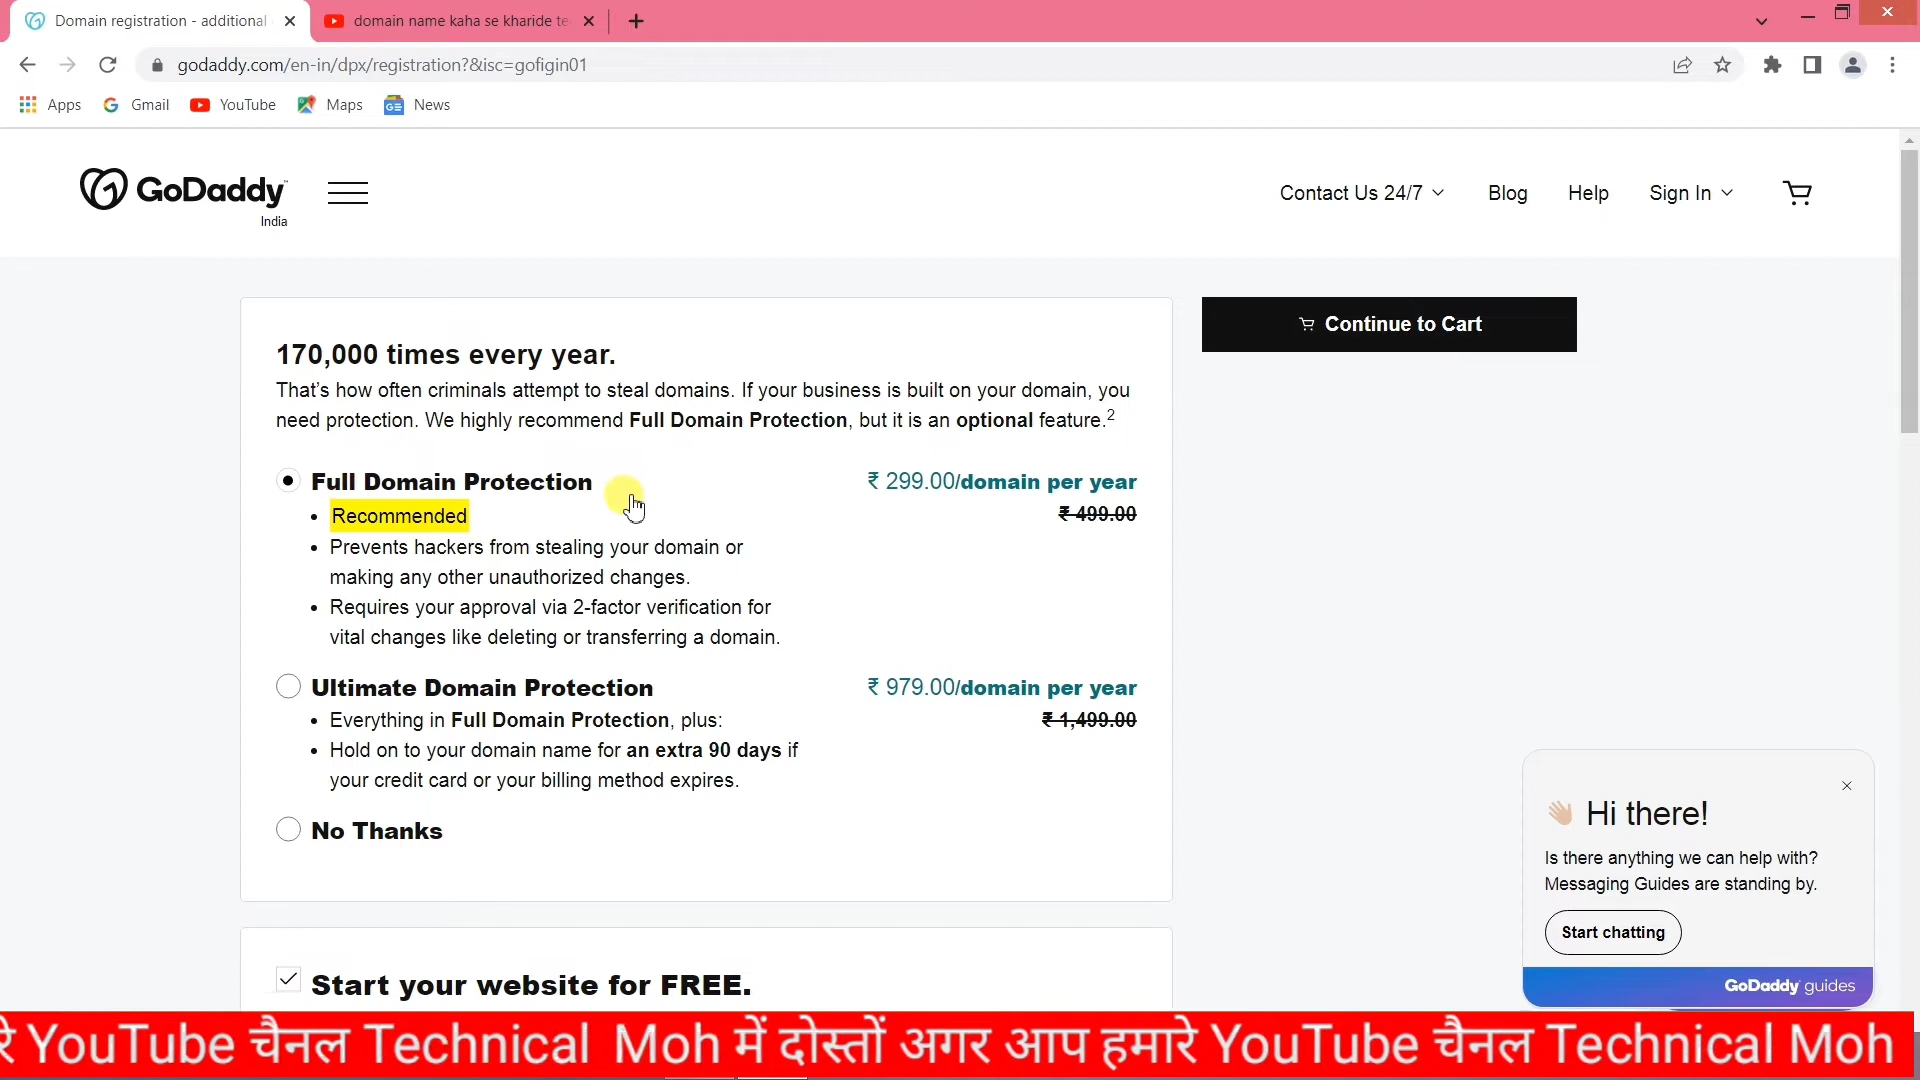 Domain registration - additional
domain name kaha se kharide te
godaddy.com/en-in/dpx/registration?&isc=gofigin01
Apps
Gmail
YouTube
Maps
News
GoDaddy
India
Contact Us 24/7
Blog
Help
Sign In
170,000 times every year.
That's how often criminals attempt to steal domains. If your business is built on your domain, you
need protection. We highly recommend Full Domain Protection, but it is an optional feature.2
Continue to Cart
Full Domain Protection
₹ 299.00/domain per year
₹ 499.00
Recommended
Prevents hackers from stealing your domain or
making any other unauthorized changes.
Requires your approval via 2-factor verification for
vital changes like deleting or transferring a domain.
Ultimate Domain Protection
₹ 979.00/domain per year
₹ 1,499.00
Everything in Full Domain Protection, plus:
Hold on to your domain name for an extra 90 days if
your credit card or your billing method expires.
No Thanks
👋 Hi there!
Is there anything we can help with?
Messaging Guides are standing by.
Start chatting
GoDaddy guides
Start your website for FREE.
रे YouTube चैनल Technical Moh में दोस्तों अगर आप हमारे YouTube चैनल Technical Moh